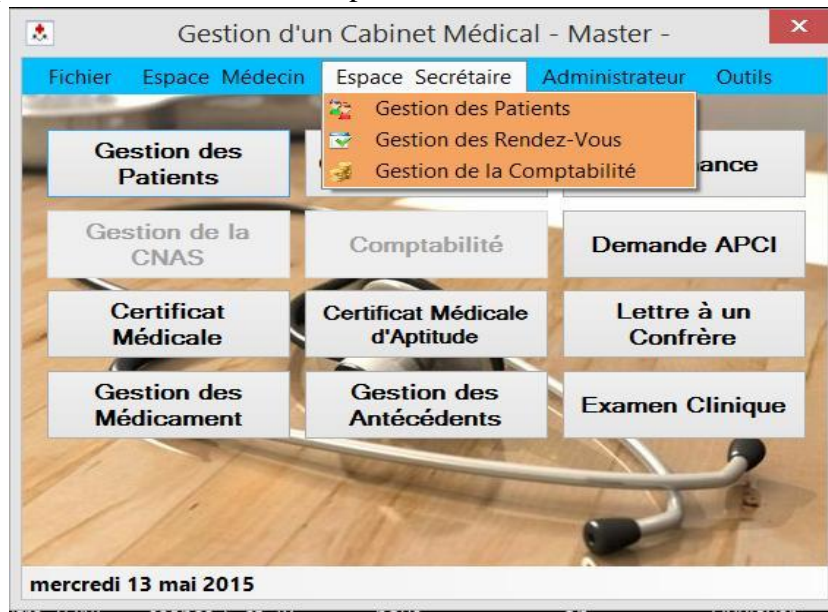 Gestion d'un Cabinet Médical - Master -
Fichier Espace Médecin Espace Secrétaire Administrateur Outils
Gestion des Patients
Gestion des Rendez-Vous
Gestion de la Comptabilité
Gestion des
Patients
Gestion de la
CNAS
Comptabilité
Demande APCI
Certificat
Médicale
Certificat Médicale
d'Aptitude
Lettre à un
Confrère
Gestion des
Médicament
Gestion des
Antécédents
Examen Clinique
mercredi 13 mai 2015